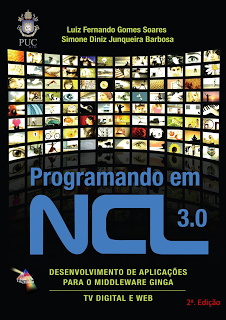 PUC
Luiz Fernando Gomes Soares
Simone Diniz Junqueira Barbosa
Programando em
NCL 3.0
DESENVOLVIMENTO DE APLICAÇÕES
PARA O MIDDLEWARE GINGA
TV DIGITAL E WEB
2ª. Edição